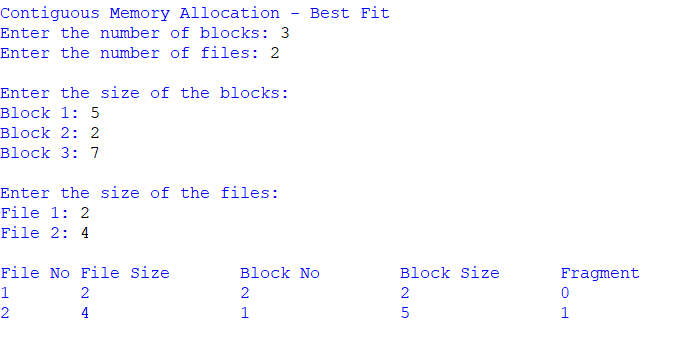 Contiguous Memory Allocation - Best Fit
Enter the number of blocks: 3
Enter the number of files: 2
Enter the size of the blocks:
Block 1: 5
Block 2: 2
Block 3: 7
Enter the size of the files:
File 1: 2
File 2: 4
File No File Size Block No Block Size Fragment
1 2 2 2 0
2 4 1 5 1